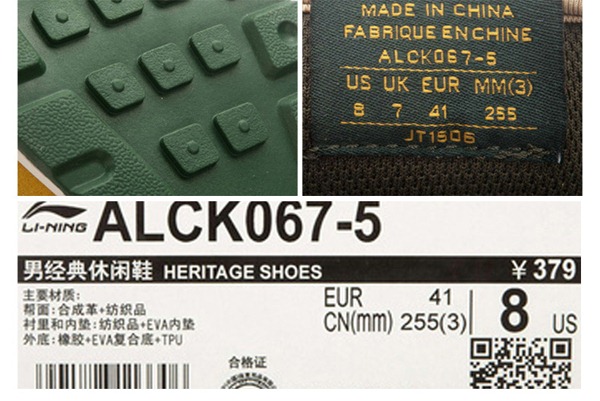 MADE IN CHINA
FABRIQUE EN CHINE
ALCK067-5
US UK EUR MM(3)
8 7 41 255
JT1506
LI-NING ALCK067-5
男经典休闲鞋 HERITAGE SHOES ¥379
主要材质:
帮面:合成革+纺织品
衬里和内垫:纺织品+EVA内垫
外底:橡胶+EVA复合底+TPU
EUR 41
CN(mm) 255(3)
8 US
合格证